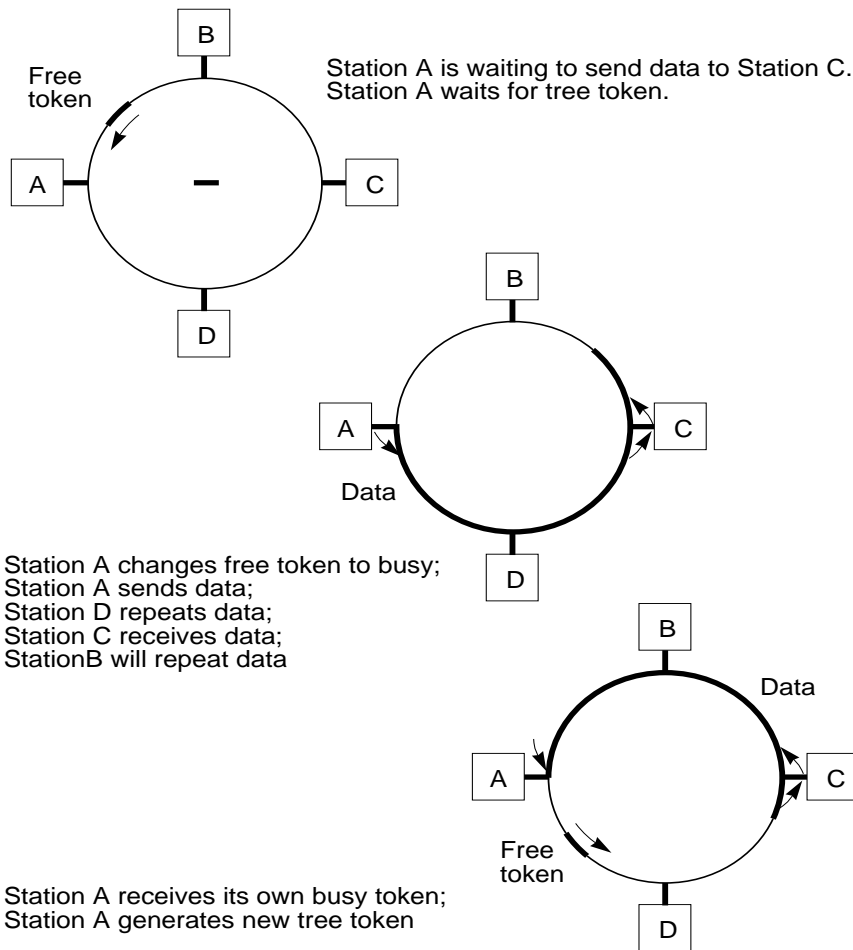 B
Free
token
Station A is waiting to send data to Station C.
Station A waits for tree token.
A
C
D
B
A
C
Data
D
Station A changes free token to busy;
Station A sends data;
Station D repeats data;
Station C receives data;
StationB will repeat data
B
Data
A
C
Free
token
D
Station A receives its own busy token;
Station A generates new tree token